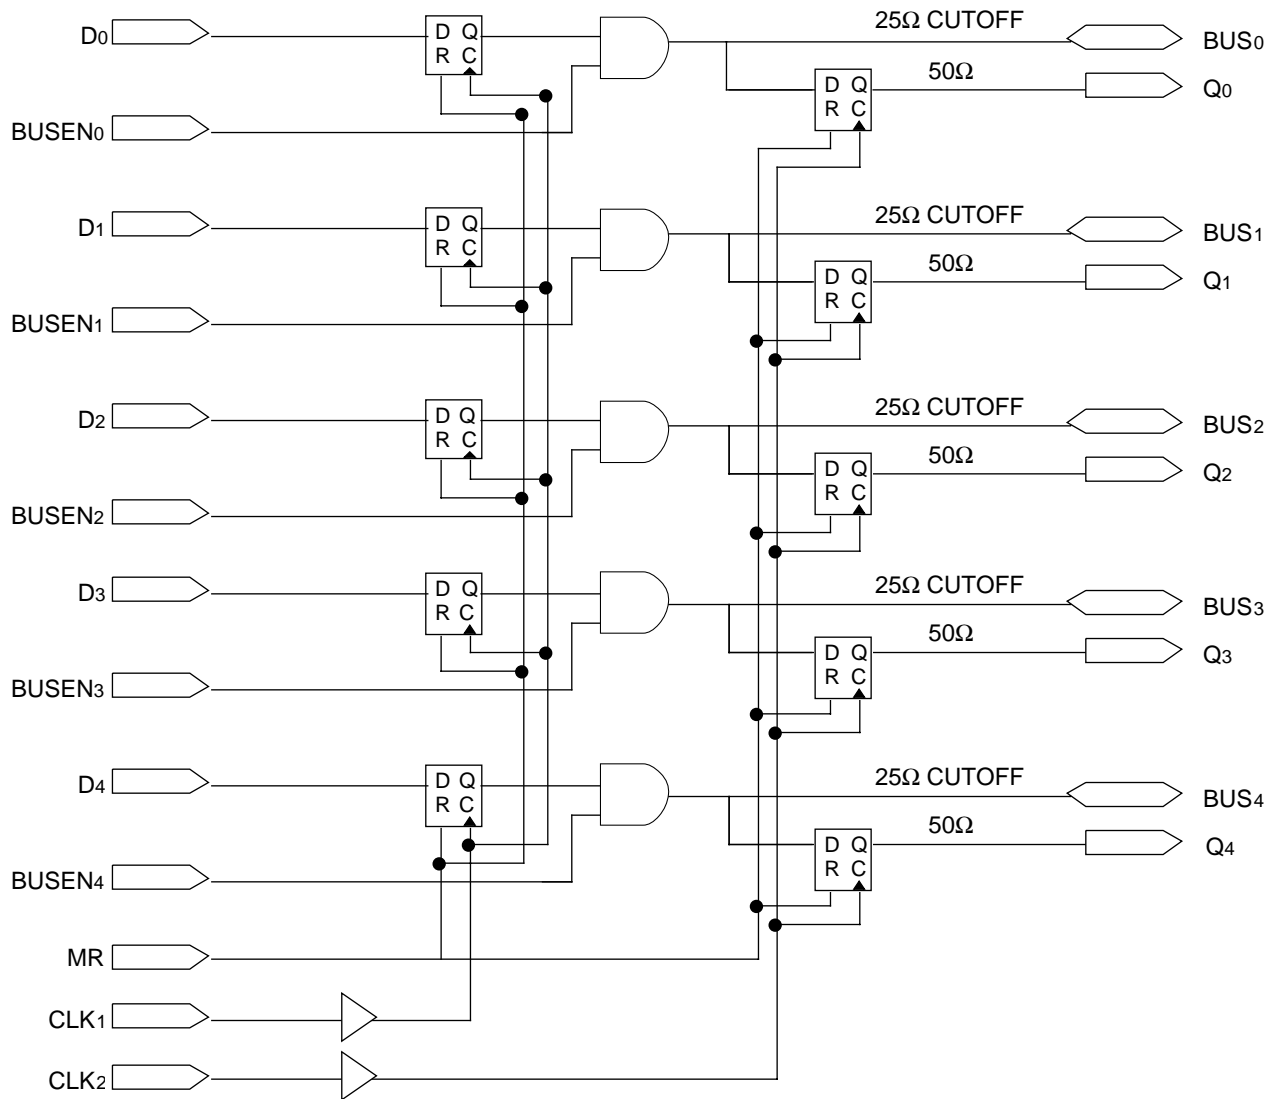 D0
D Q
R C
25Ω CUTOFF
BUS0
D Q
R C
50Ω
Q0
BUSEN0
D1
D Q
R C
25Ω CUTOFF
BUS1
D Q
R C
50Ω
Q1
BUSEN1
D2
D Q
R C
25Ω CUTOFF
BUS2
D Q
R C
50Ω
Q2
BUSEN2
D3
D Q
R C
25Ω CUTOFF
BUS3
D Q
R C
50Ω
Q3
BUSEN3
D4
D Q
R C
25Ω CUTOFF
BUS4
D Q
R C
50Ω
Q4
BUSEN4
MR
CLK1
CLK2